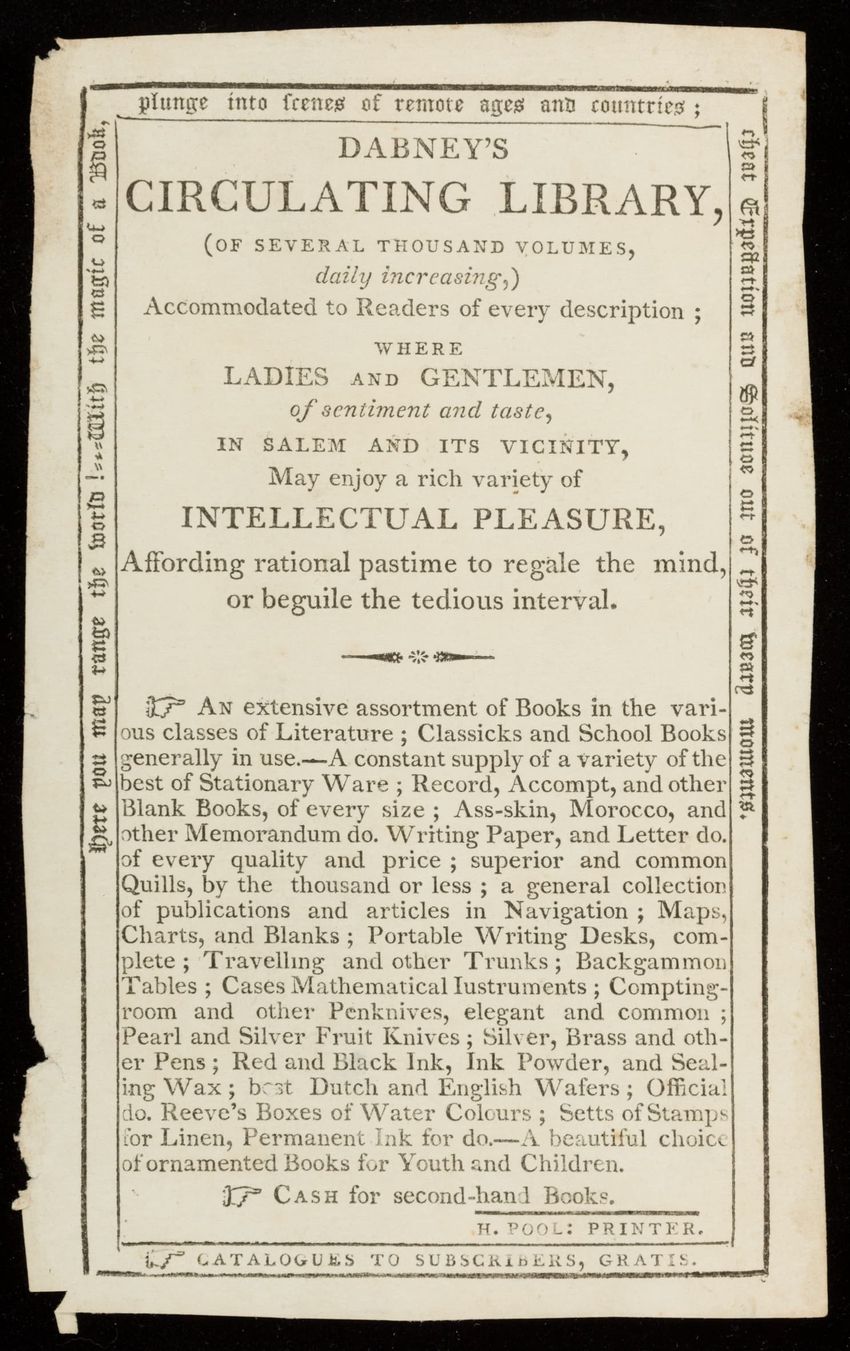 Here you may range the world!---With the magic of a Book,
plunge into scenes of remote ages and countries ;
cheat Expectation and Solitude out of their weary moments.
DABNEY'S
CIRCULATING LIBRARY,
(OF SEVERAL THOUSAND VOLUMES,
daily increasing,)
Accommodated to Readers of every description ;
WHERE
LADIES AND GENTLEMEN,
of sentiment and taste,
IN SALEM AND ITS VICINITY,
May enjoy a rich variety of
INTELLECTUAL PLEASURE,
Affording rational pastime to regale the mind,
or beguile the tedious interval.
☞ AN extensive assortment of Books in the vari-
ous classes of Literature ; Classicks and School Books
generally in use.—A constant supply of a variety of the
best of Stationary Ware ; Record, Accompt, and other
Blank Books, of every size ; Ass-skin, Morocco, and
other Memorandum do. Writing Paper, and Letter do.
of every quality and price ; superior and common
Quills, by the thousand or less ; a general collection
of publications and articles in Navigation ; Maps,
Charts, and Blanks ; Portable Writing Desks, com-
plete ; Travelling and other Trunks ; Backgammon
Tables ; Cases Mathematical Iustruments ; Compting-
room and other Penknives, elegant and common ;
Pearl and Silver Fruit Knives ; Silver, Brass and oth-
er Pens ; Red and Black Ink, Ink Powder, and Seal-
ing Wax ; best Dutch and English Wafers ; Official
do. Reeve's Boxes of Water Colours ; Setts of Stamps
for Linen, Permanent Ink for do.—A beautiful choice
of ornamented Books for Youth and Children.
☞ CASH for second-hand Books.
H. POOL: PRINTER.
☞ CATALOGUES TO SUBSCRIBERS, GRATIS.